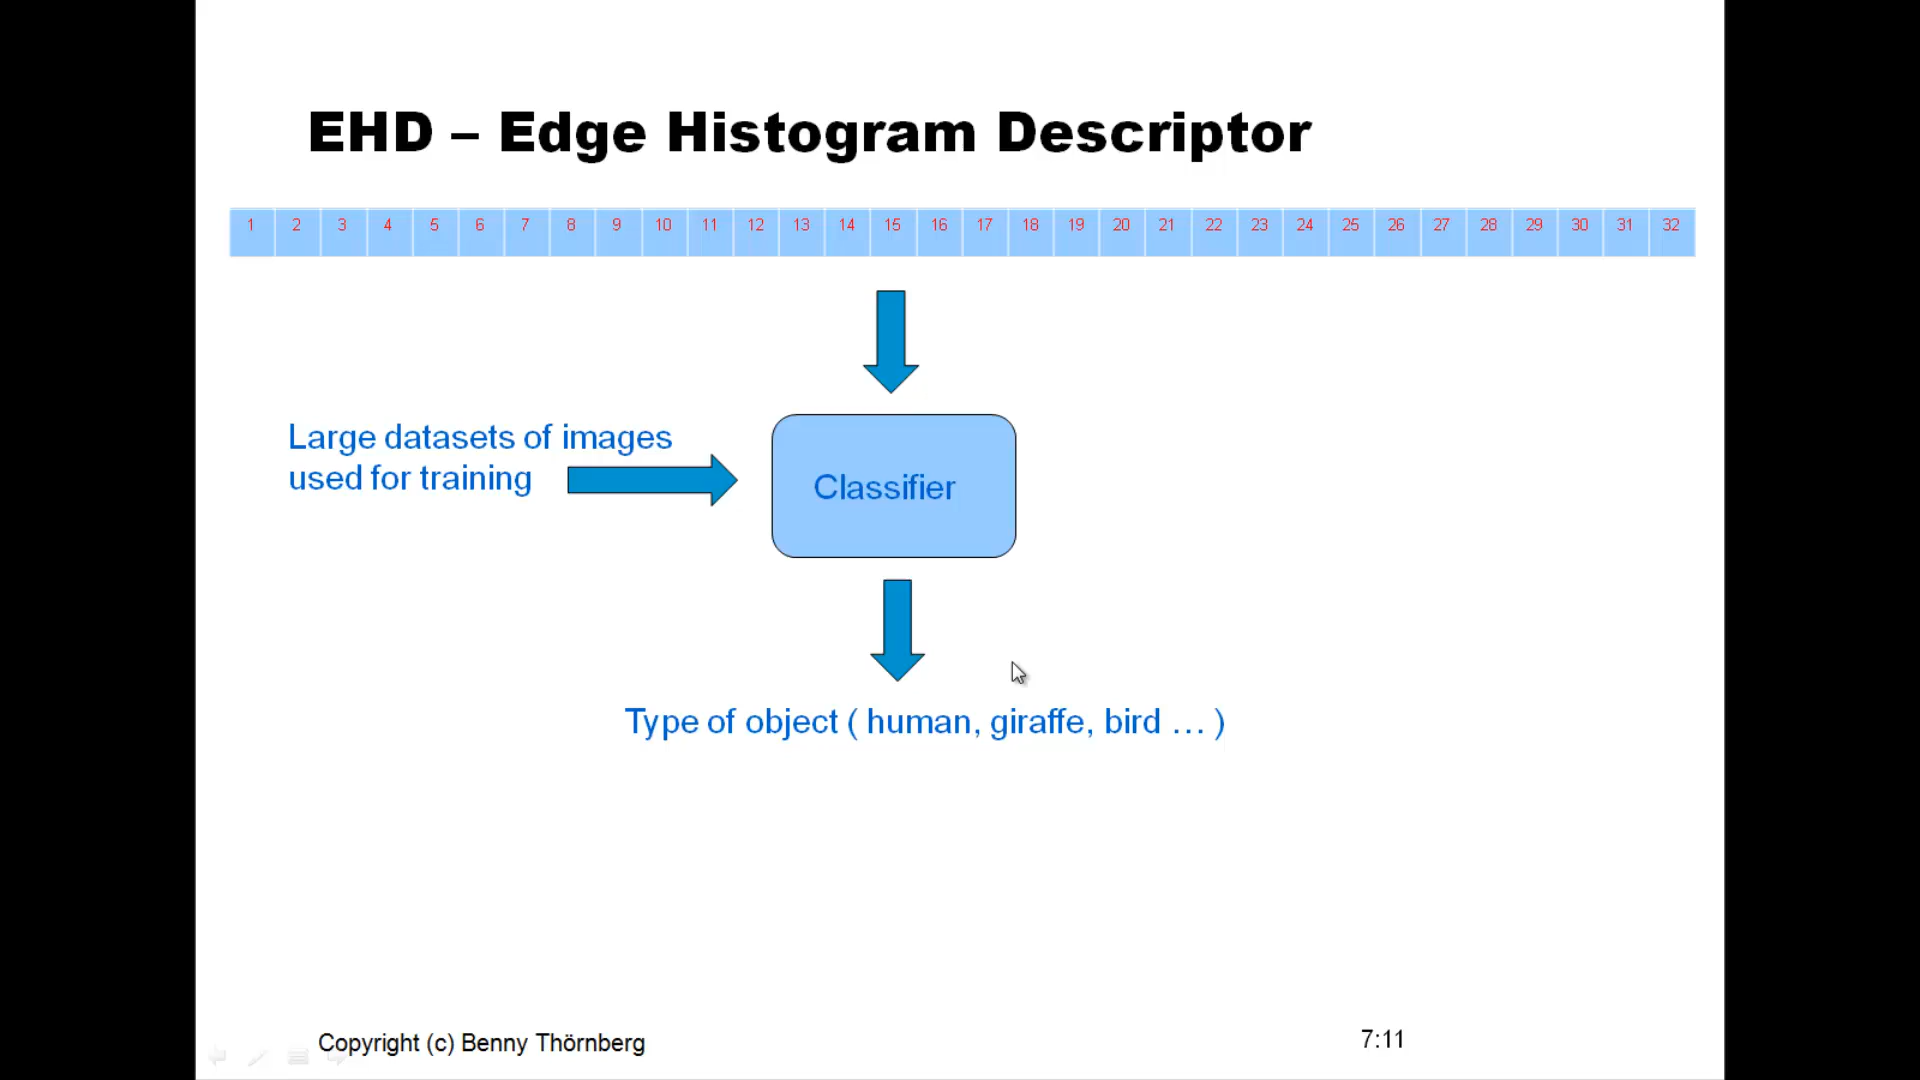 EHD – Edge Histogram Descriptor
1 2 3 4 5 6 7 8 9 10 11 12 13 14 15 16 17 18 19 20 21 22 23 24 25 26 27 28 29 30 31 32
Large datasets of images
used for training
Classifier
Type of object ( human, giraffe, bird … )
Copyright (c) Benny Thörnberg
7:11